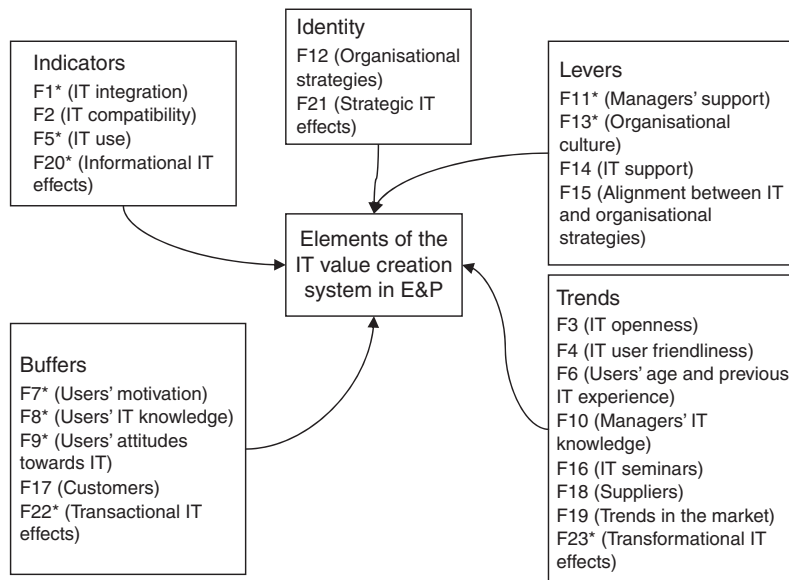 Indicators
F1* (IT integration)
F2 (IT compatibility)
F5* (IT use)
F20* (Informational IT
effects)
Identity
F12 (Organisational
strategies)
F21 (Strategic IT
effects)
Levers
F11* (Managers' support)
F13* (Organisational
culture)
F14 (IT support)
F15 (Alignment between IT
and organisational
strategies)
Elements of the
IT value creation
system in E&P
Buffers
F7* (Users' motivation)
F8* (Users' IT knowledge)
F9* (Users' attitudes
towards IT)
F17 (Customers)
F22* (Transactional IT
effects)
Trends
F3 (IT openness)
F4 (IT user friendliness)
F6 (Users' age and previous
IT experience)
F10 (Managers' IT
knowledge)
F16 (IT seminars)
F18 (Suppliers)
F19 (Trends in the market)
F23* (Transformational IT
effects)